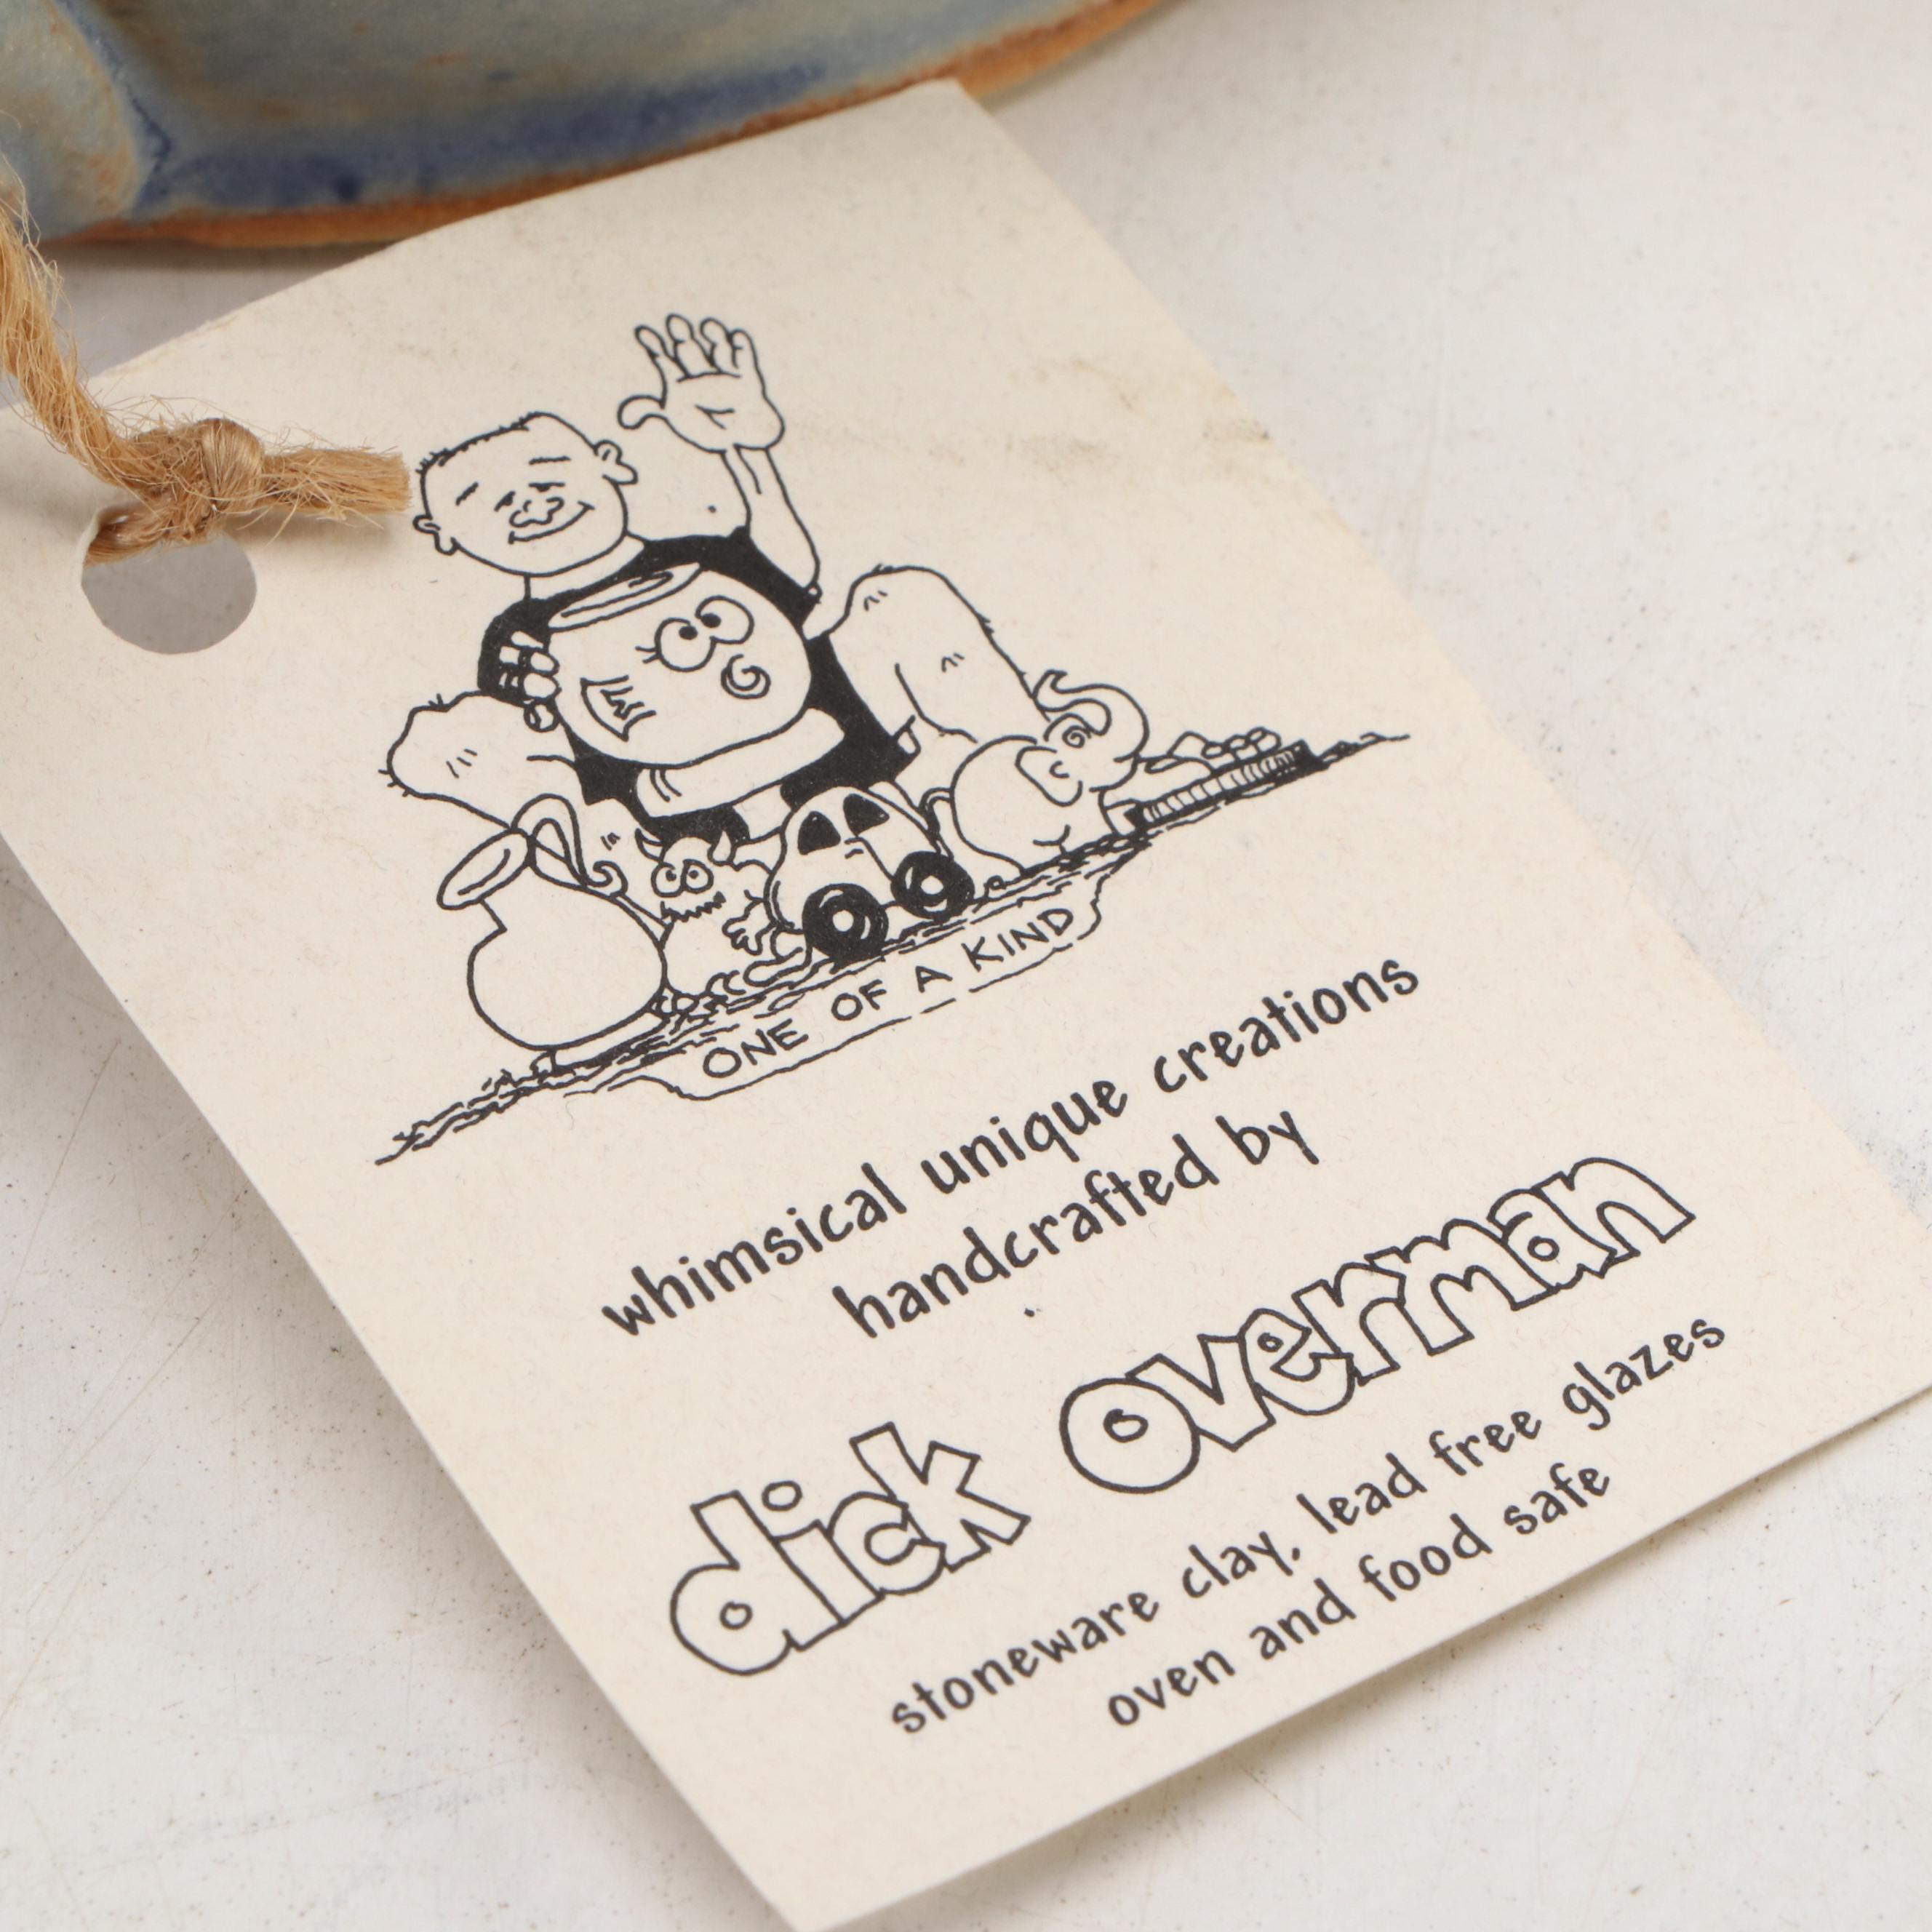 ONE OF A KIND
whimsical unique creations
handcrafted by
dick overman
stoneware clay, lead free glazes
oven and food safe